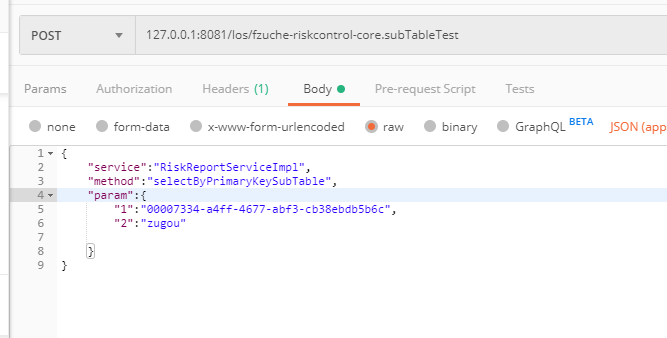 POST 127.0.0.1:8081/los/fzuche-riskcontrol-core.subTableTest
Params Authorization Headers (1) Body Pre-request Script Tests
none form-data x-www-form-urlencoded raw binary GraphQL BETA JSON (app
1 {
2 "service":"RiskReportServiceImpl",
3 "method":"selectByPrimaryKeySubTable",
4 "param":{
5 "1":"00007334-a4ff-4677-abf3-cb38ebdb5b6c",
6 "2":"zugou"
7
8 }
9 }